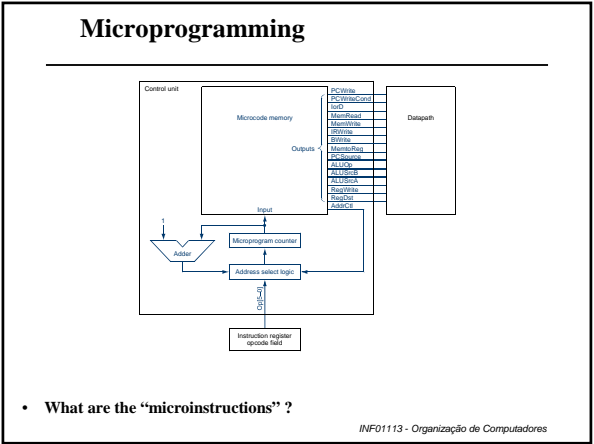 Microprogramming
Control unit
Microcode memory
Outputs
Input
PCWrite
PCWriteCond
IorD
MemRead
MemWrite
IRWrite
BWrite
MemtoReg
PCSource
ALUOp
ALUSrcB
ALUSrcA
RegWrite
RegDst
AddrCtl
Datapath
1
Adder
Microprogram counter
Address select logic
Op[5–0]
Instruction register
opcode field
• What are the “microinstructions” ?
INF01113 - Organização de Computadores